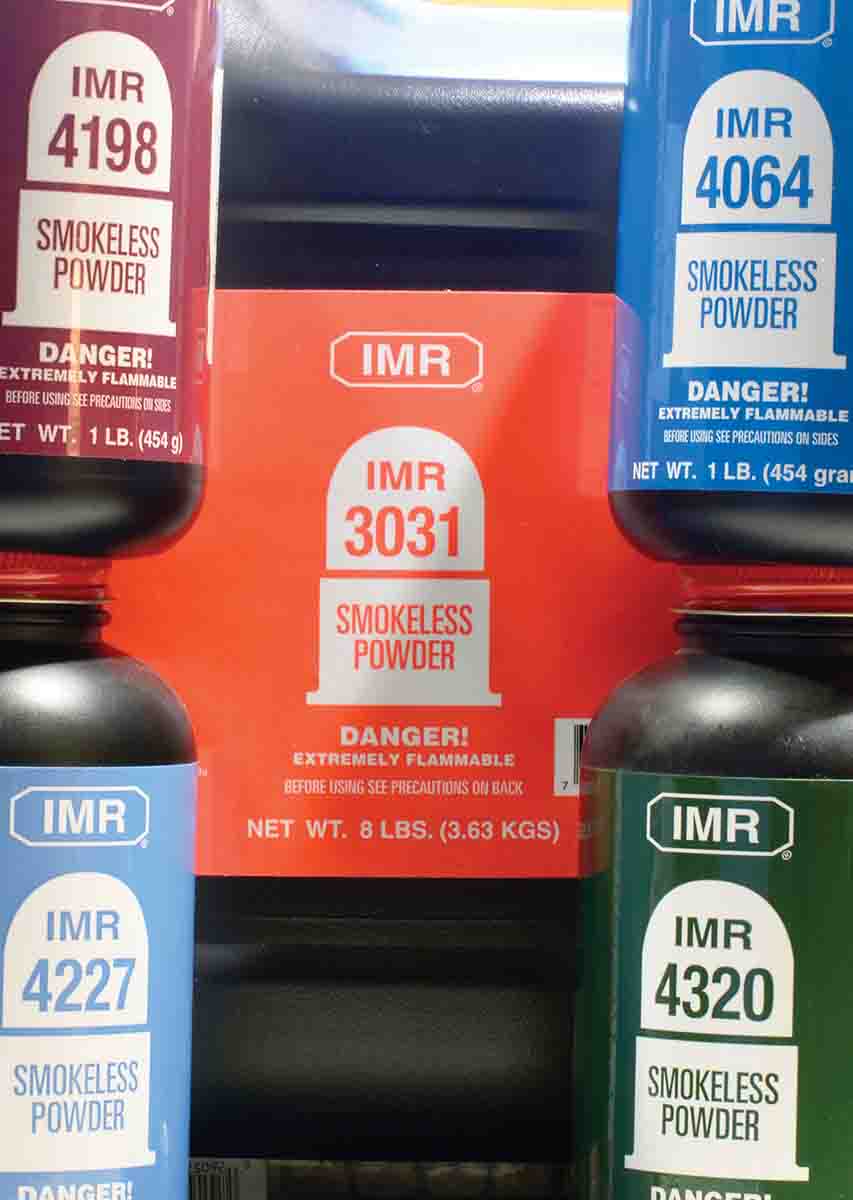 IMR
4198
SMOKELESS
POWDER
DANGER!
EXTREMELY FLAMMABLE
BEFORE USING SEE PRECAUTIONS ON SIDES
NET WT. 1 LB. (454 g)
IMR
IMR
4064
SMOKELESS
POWDER
DANGER!
EXTREMELY FLAMMABLE
BEFORE USING SEE PRECAUTIONS ON SIDES
NET WT. 1 LB. (454 gra
IMR
IMR
3031
SMOKELESS
POWDER
DANGER!
EXTREMELY FLAMMABLE
BEFORE USING SEE PRECAUTIONS ON BACK
NET WT. 8 LBS. (3.63 KGS)
7
IMR
IMR
4227
SMOKELESS
POWDER
DANGER!
IMR
IMR
4320
SMOKELESS
POWDER
DANGER!